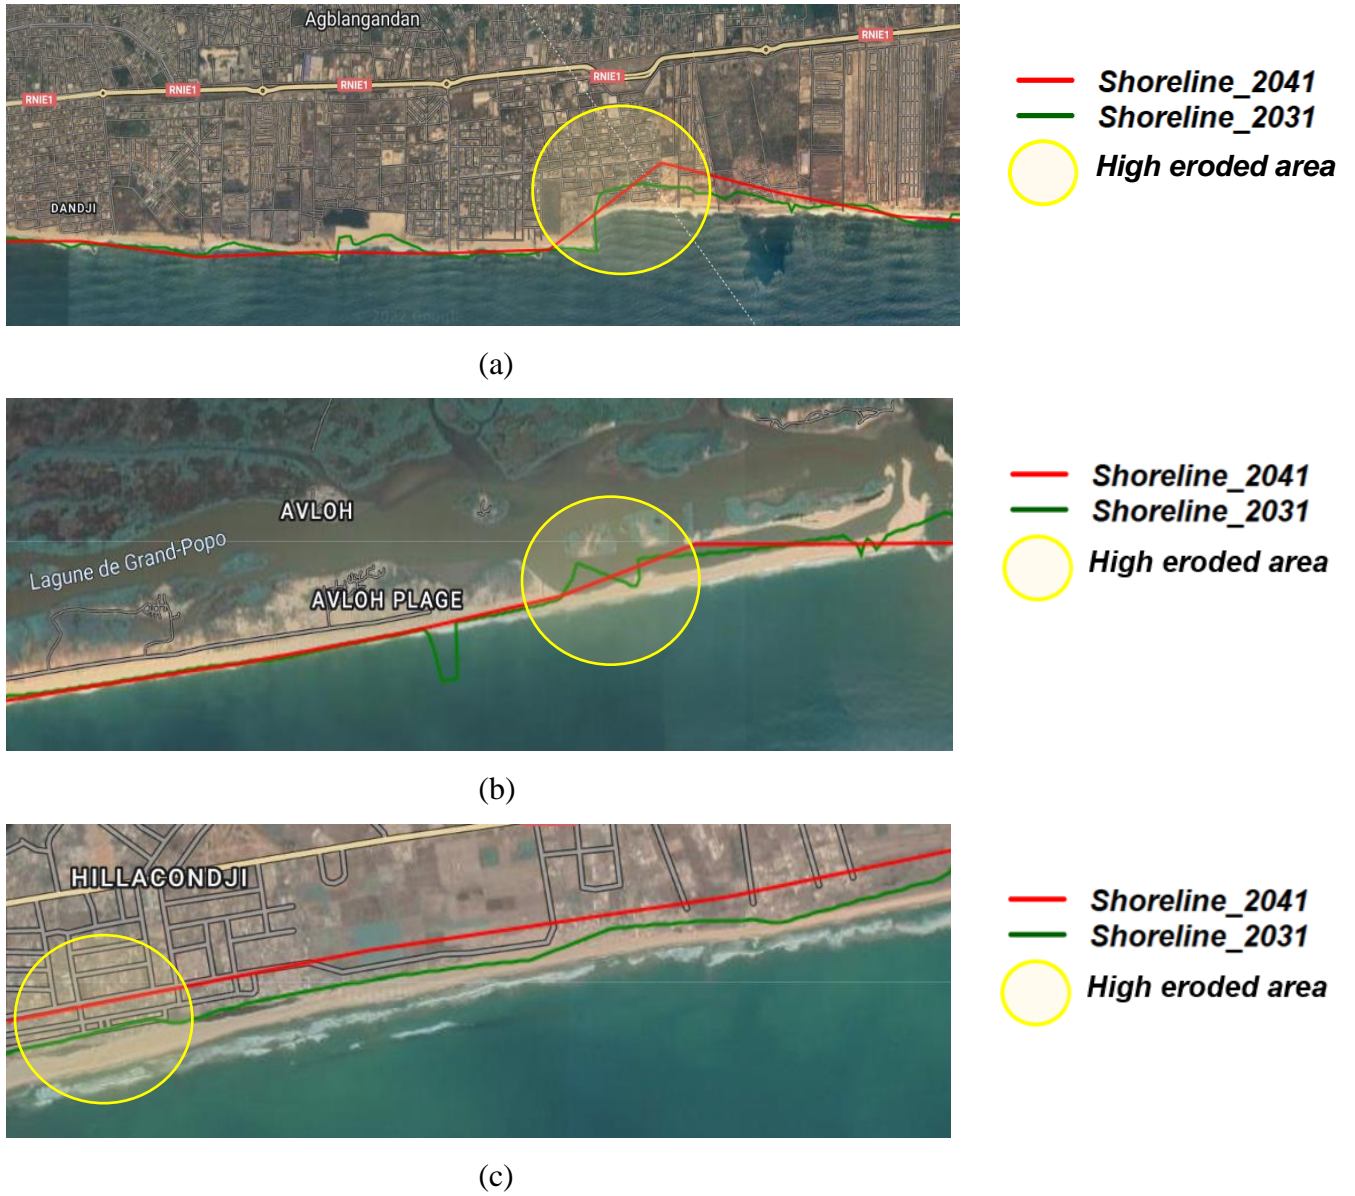 Agblangandan
RNIE1
RNIE1
RNIE1
RNIE1
RNIE1
DANDJI
Shoreline_2041
Shoreline_2031
High eroded area
(a)
AVLOH
Lagune de Grand-Popo
AVLOH PLAGE
Shoreline_2041
Shoreline_2031
High eroded area
(b)
HILLACONDJI
Shoreline_2041
Shoreline_2031
High eroded area
(c)